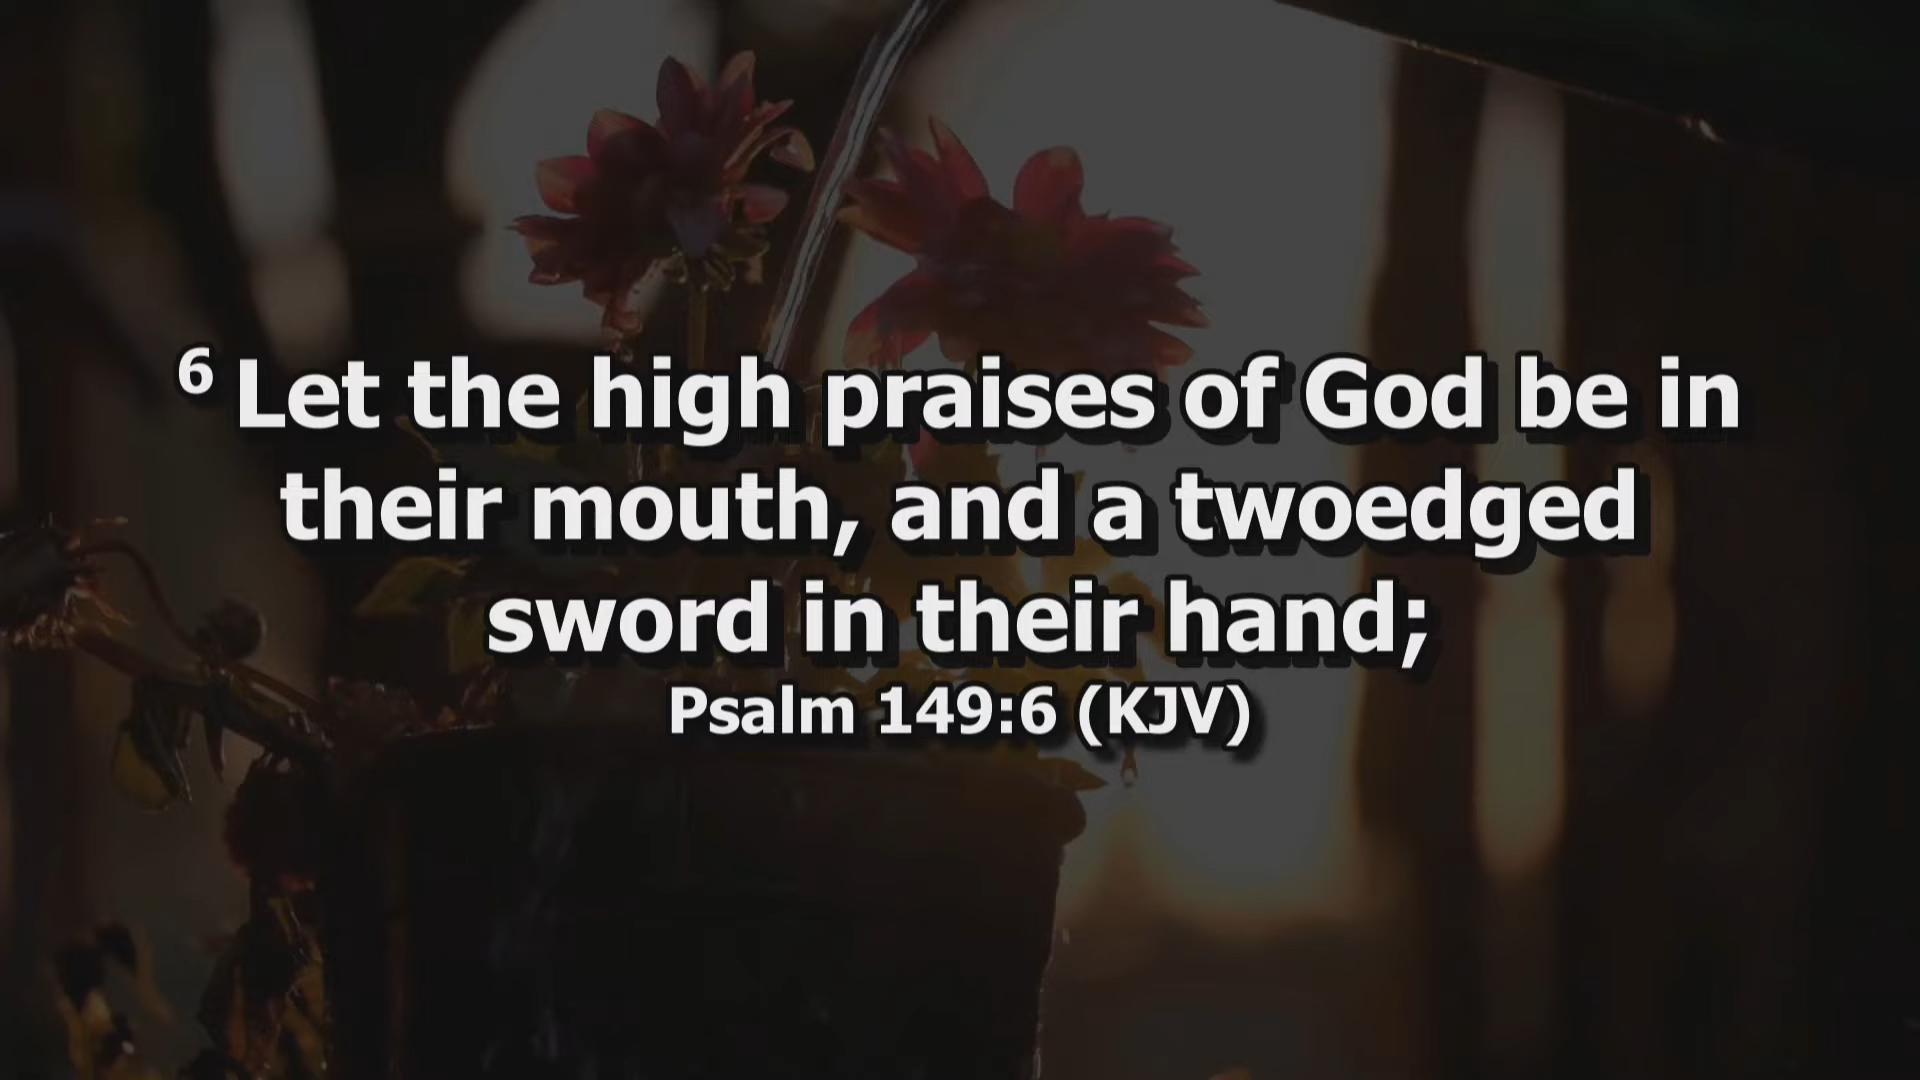 6 Let the high praises of God be in
their mouth, and a twoedged
sword in their hand;
Psalm 149:6 (KJV)